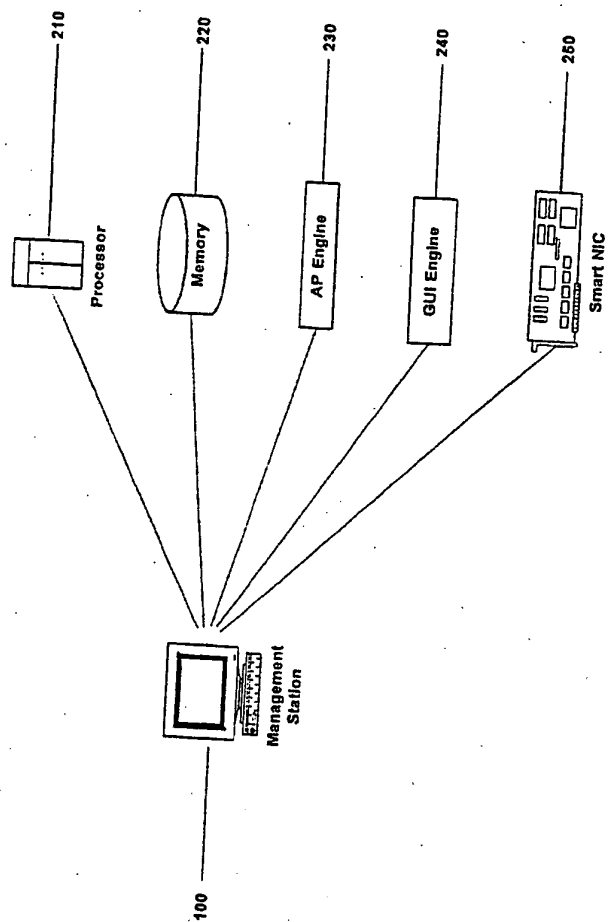 210
Processor
220
Memory
230
AP Engine
240
GUI Engine
250
Smart NIC
Management
Station
100